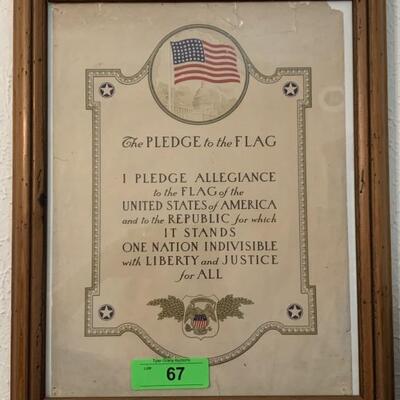 The PLEDGE to the FLAG
I PLEDGE ALLEGIANCE
to the FLAG of the
UNITED STATES of AMERICA
and to the REPUBLIC for which
IT STANDS
ONE NATION INDIVISIBLE
with LIBERTY and JUSTICE
for ALL
LOT 67